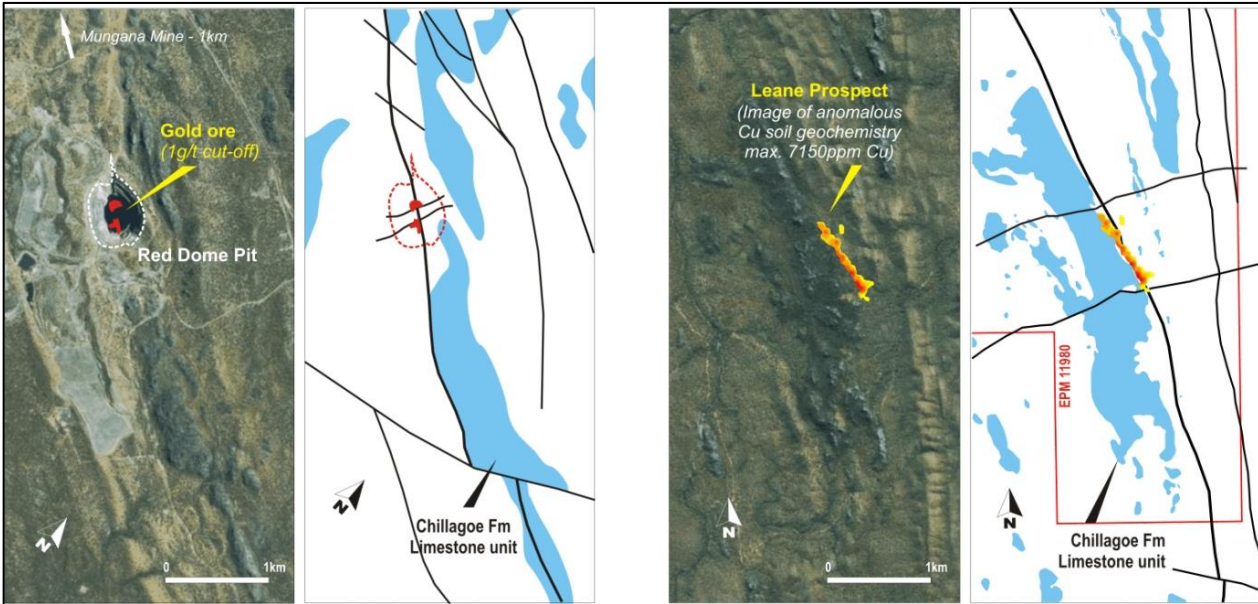 Mungana Mine - 1km
Gold ore
(1g/t cut-off)
Red Dome Pit
N
0 1km
N
Chillagoe Fm
Limestone unit
Leane Prospect
(Image of anomalous
Cu soil geochemistry
max. 7150ppm Cu)
N
0 1km
EPM 11980
N
Chillagoe Fm
Limestone unit